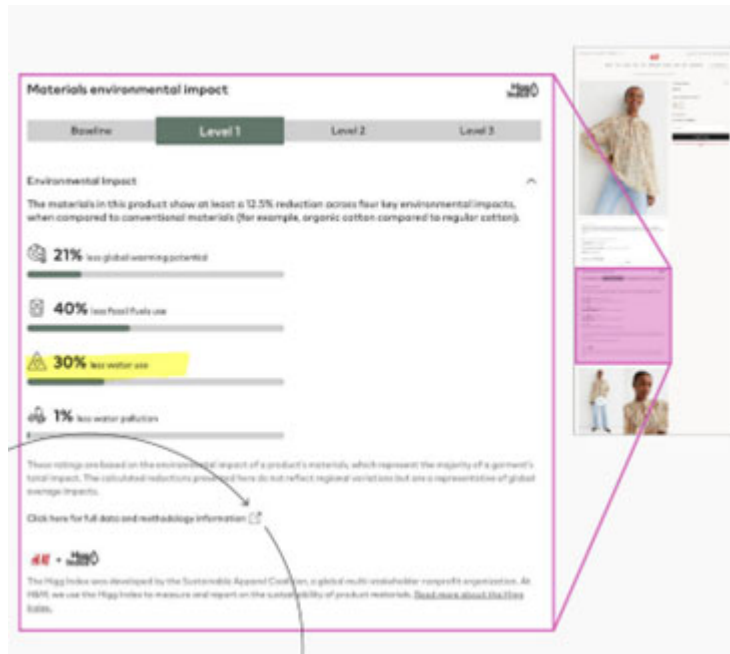 Materials environmental impact
Higg Index
Baseline Level 1 Level 2 Level 3
Environmental Impact
The materials in this product show at least a 12.5% reduction across four key environmental impacts,
when compared to conventional materials (for example, organic cotton compared to regular cotton).
21% less global warming potential
40% less fossil fuels use
30% less water use
1% less water pollution
These ratings are based on the environmental impact of a product's materials, which represent the majority of a garment's
total impact. The calculated reductions presented here do not reflect regional variations but are a representative of global
average impacts.
Click here for full data and methodology information
H&M + Higg Index
The Higg Index was developed by the Sustainable Apparel Coalition, a global multi-stakeholder nonprofit organization. At
H&M, we use the Higg Index to measure and report on the sustainability of product materials. Read more about the Higg
Index.
H&M